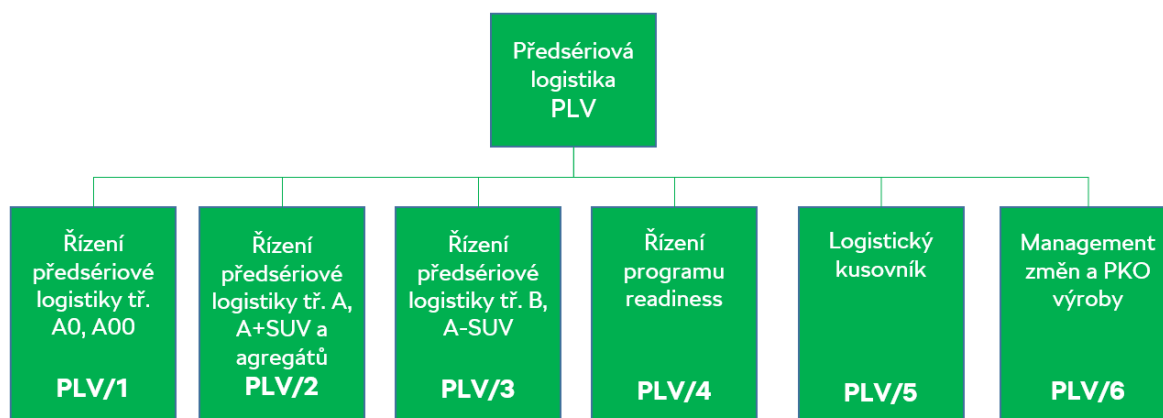 Předsériová
logistika
PLV
Řízení
předsériové
logistiky tř.
A0, A00
PLV/1
Řízení
předsériové
logistiky tř. A,
A+SUV a
agregátů
PLV/2
Řízení
předsériové
logistiky tř. B,
A-SUV
PLV/3
Řízení
programu
readiness
PLV/4
Logistický
kusovník
PLV/5
Management
změn a PKO
výroby
PLV/6